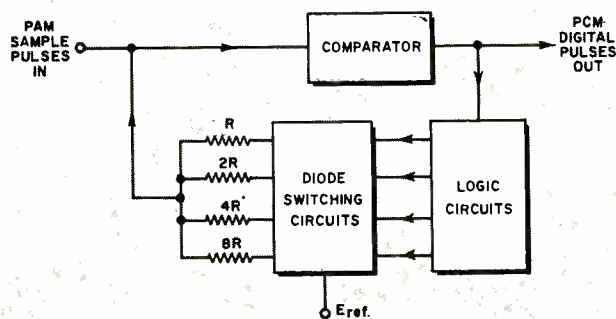 PAM
SAMPLE
PULSES
IN
COMPARATOR
PCM
DIGITAL
PULSES
OUT
R
2R
4R
8R
DIODE
SWITCHING
CIRCUITS
LOGIC
CIRCUITS
Eref.